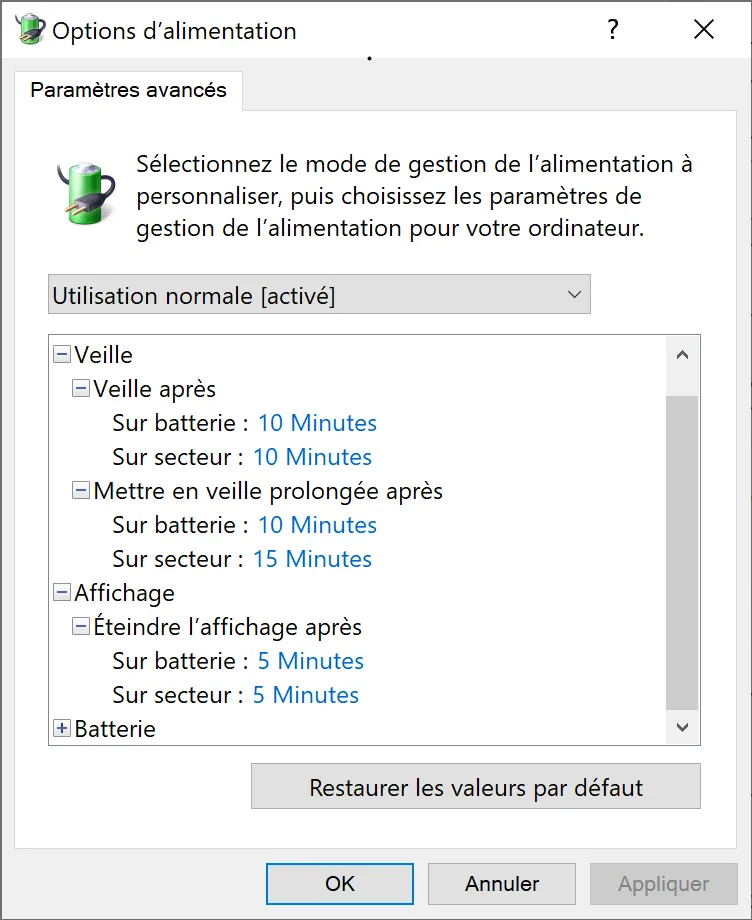 Options d’alimentation
?
Paramètres avancés
Sélectionnez le mode de gestion de l’alimentation à
personnaliser, puis choisissez les paramètres de
gestion de l’alimentation pour votre ordinateur.
Utilisation normale [activé]
Veille
Veille après
Sur batterie : 10 Minutes
Sur secteur : 10 Minutes
Mettre en veille prolongée après
Sur batterie : 10 Minutes
Sur secteur : 15 Minutes
Affichage
Éteindre l’affichage après
Sur batterie : 5 Minutes
Sur secteur : 5 Minutes
Batterie
Restaurer les valeurs par défaut
OK Annuler Appliquer